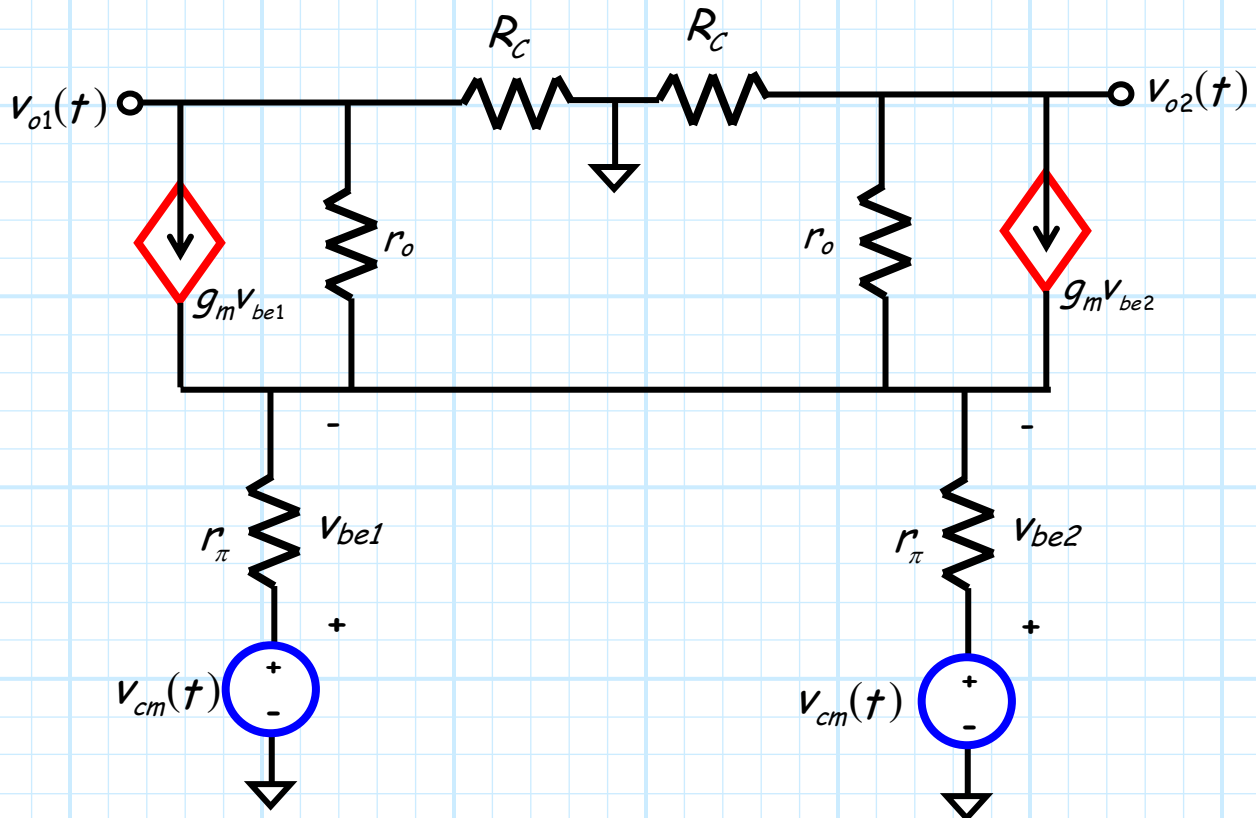 R_C R_C
v_o1(t) v_o2(t)
r_o r_o
g_m v_be1 g_m v_be2
- -
r_π v_be1 r_π v_be2
+ +
v_cm(t) + - v_cm(t) + -